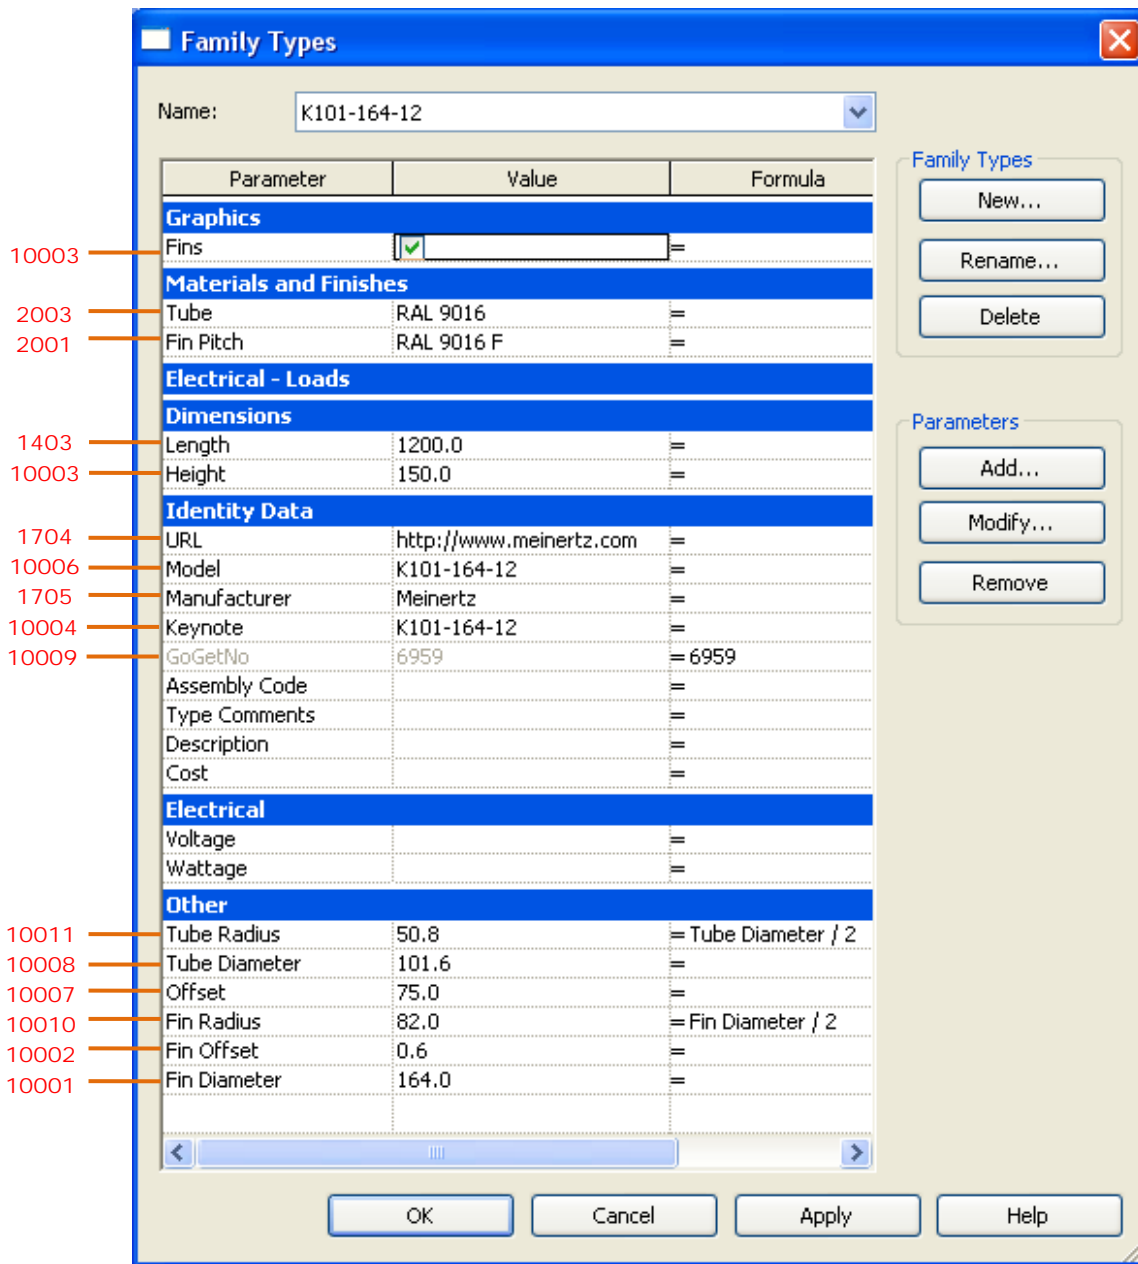 Family Types
Name: K101-164-12
Parameter Value Formula
Graphics
10003 Fins =
Materials and Finishes
2003 Tube RAL 9016 =
2001 Fin Pitch RAL 9016 F =
Electrical - Loads
Dimensions
1403 Length 1200.0 =
10003 Height 150.0 =
Identity Data
1704 URL http://www.meinertz.com =
10006 Model K101-164-12 =
1705 Manufacturer Meinertz =
10004 Keynote K101-164-12 =
10009 GoGetNo 6959 = 6959
Assembly Code =
Type Comments =
Description =
Cost =
Electrical
Voltage =
Wattage =
Other
10011 Tube Radius 50.8 = Tube Diameter / 2
10008 Tube Diameter 101.6 =
10007 Offset 75.0 =
10010 Fin Radius 82.0 = Fin Diameter / 2
10002 Fin Offset 0.6 =
10001 Fin Diameter 164.0 =
Family Types
New...
Rename...
Delete
Parameters
Add...
Modify...
Remove
OK Cancel Apply Help